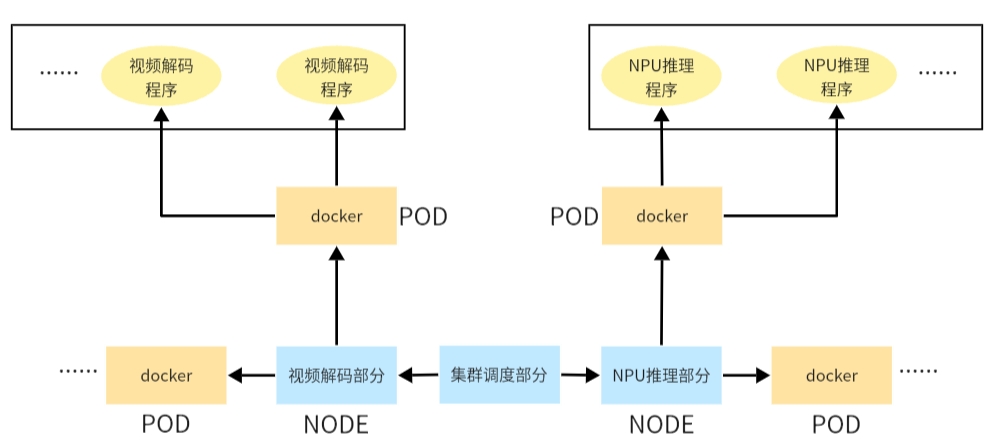 ……
视频解码
程序
视频解码
程序
NPU推理
程序
NPU推理
程序
……
docker
POD
POD
docker
……
docker
视频解码部分
集群调度部分
NPU推理部分
docker
……
POD
NODE
NODE
POD